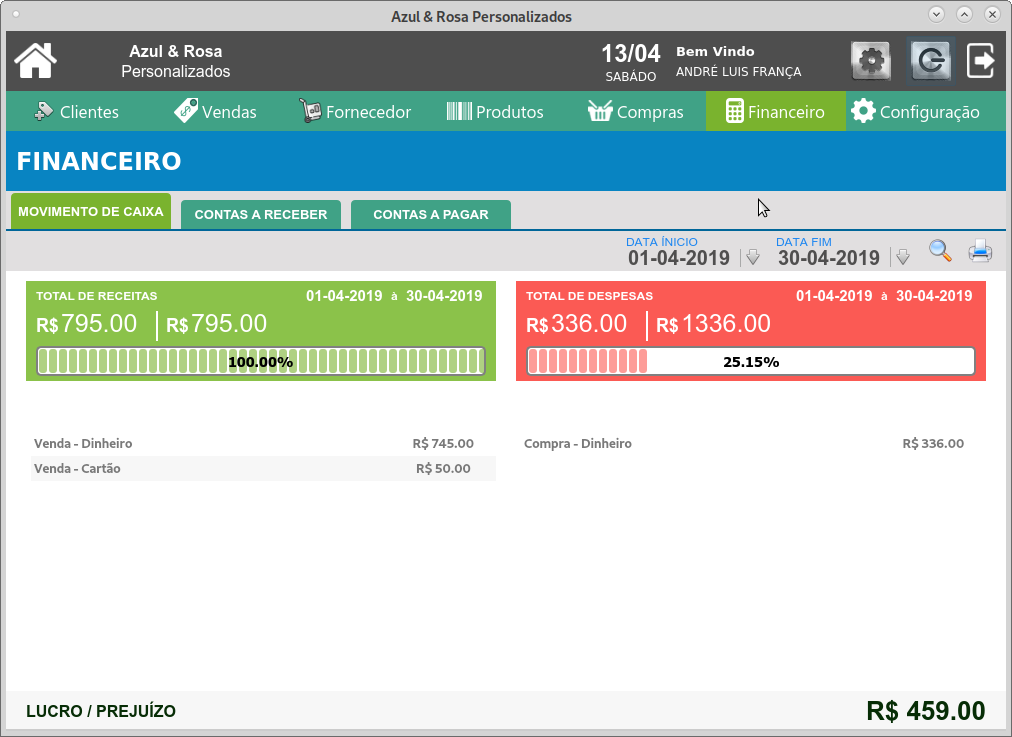 Azul & Rosa Personalizados
Azul & Rosa
Personalizados
13/04
SABÁDO
Bem Vindo
ANDRÉ LUIS FRANÇA
Clientes Vendas Fornecedor Produtos Compras Financeiro Configuração
FINANCEIRO
MOVIMENTO DE CAIXA CONTAS A RECEBER CONTAS A PAGAR
DATA ÍNICIO DATA FIM
01-04-2019 30-04-2019
TOTAL DE RECEITAS 01-04-2019 à 30-04-2019
R$795.00 R$795.00
100.00%
TOTAL DE DESPESAS 01-04-2019 à 30-04-2019
R$336.00 R$1336.00
25.15%
Venda - Dinheiro R$ 745.00
Venda - Cartão R$ 50.00
Compra - Dinheiro R$ 336.00
LUCRO / PREJUÍZO R$ 459.00